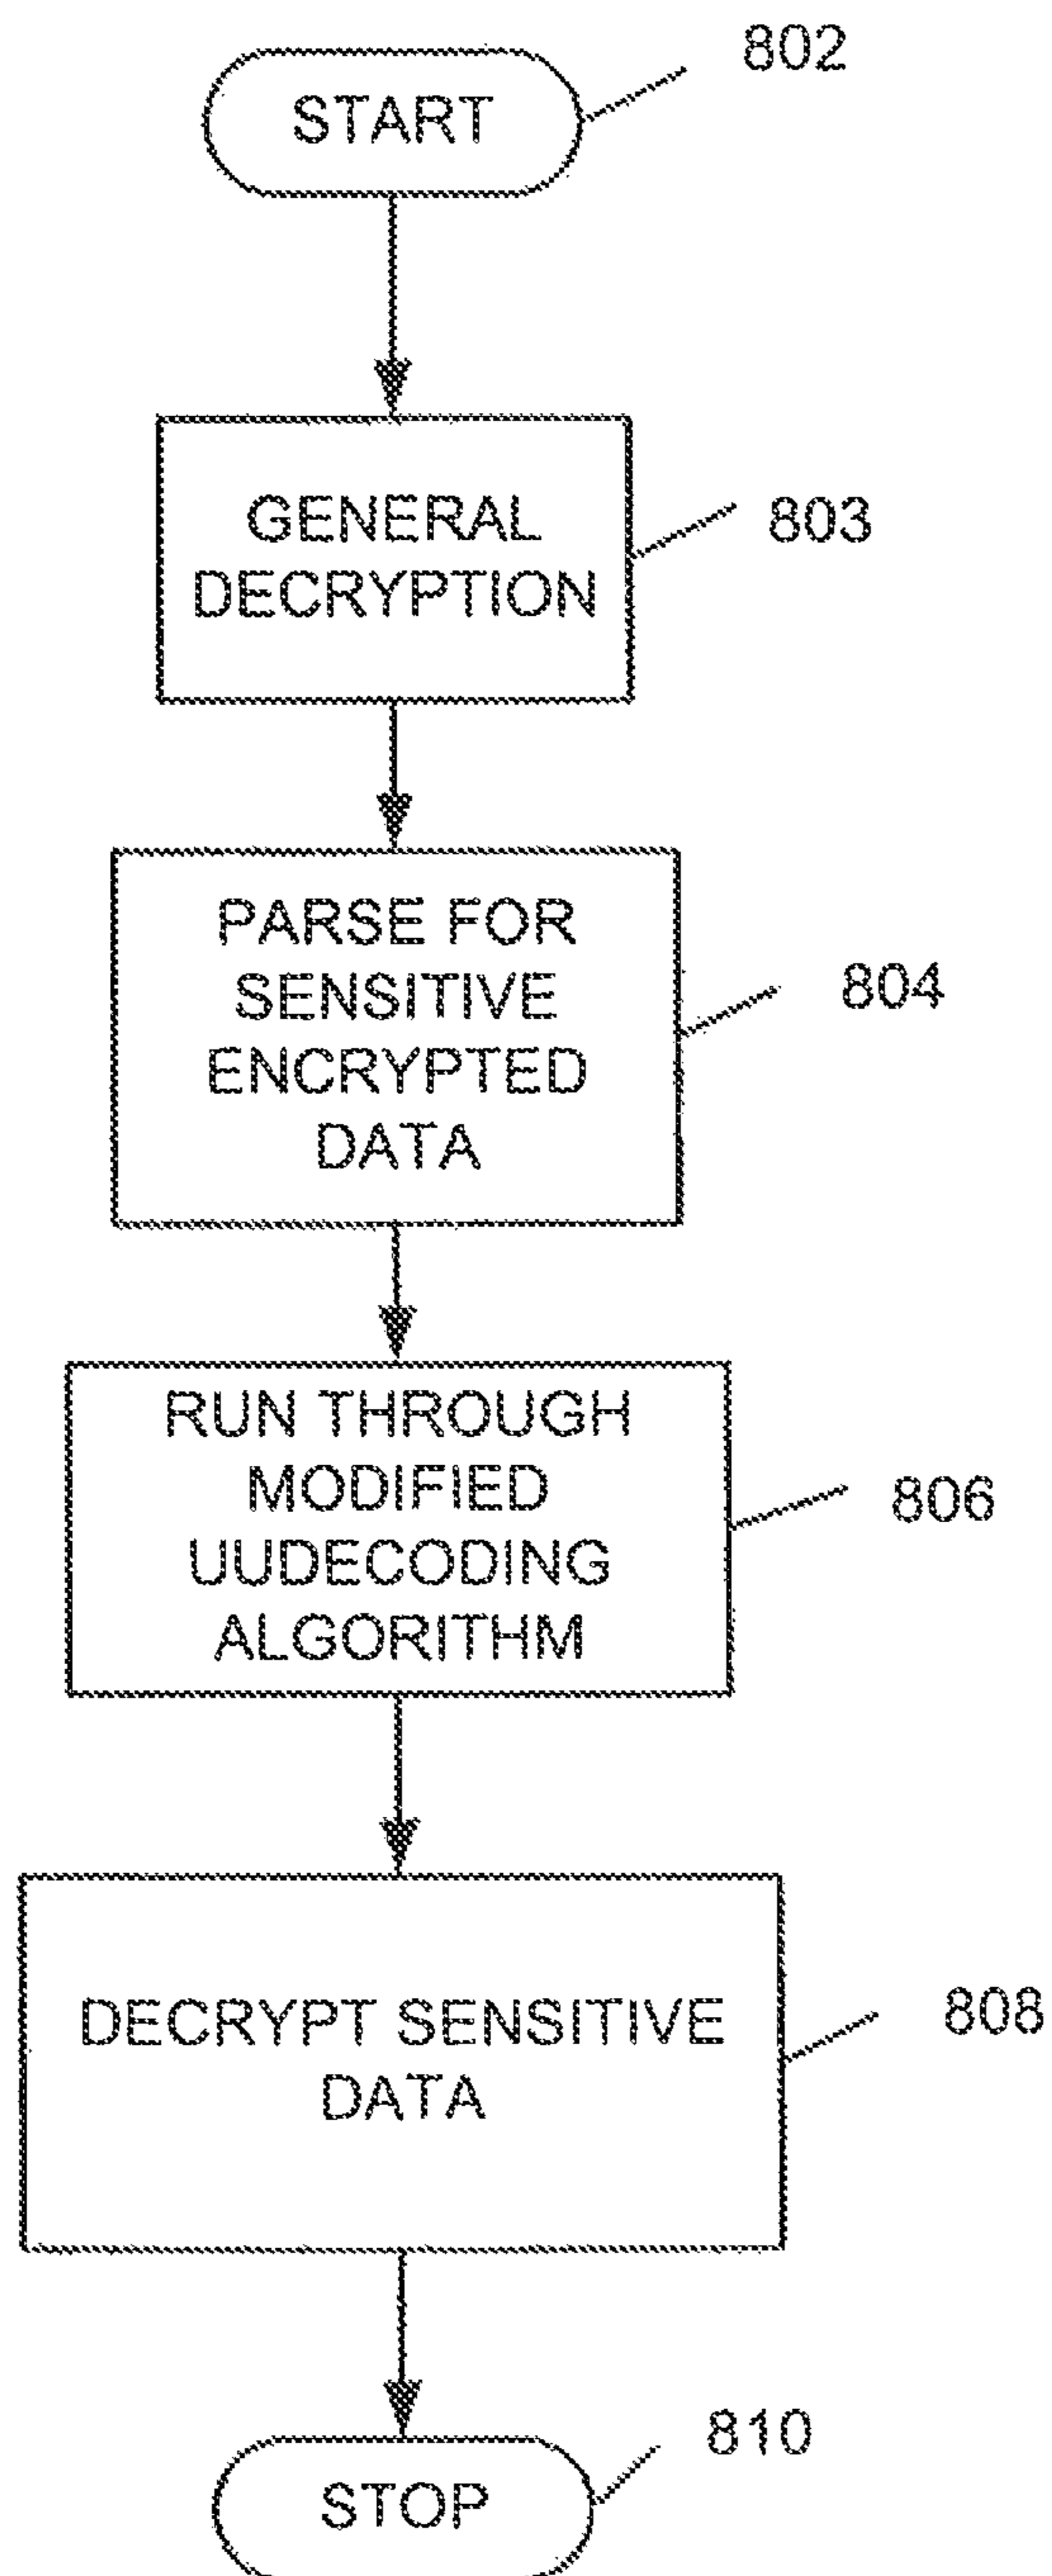 802
START
GENERAL
DECRYPTION
803
PARSE FOR
SENSITIVE
ENCRYPTED
DATA
804
RUN THROUGH
MODIFIED
UUDECODING
ALGORITHM
806
DECRYPT SENSITIVE
DATA
808
810
STOP